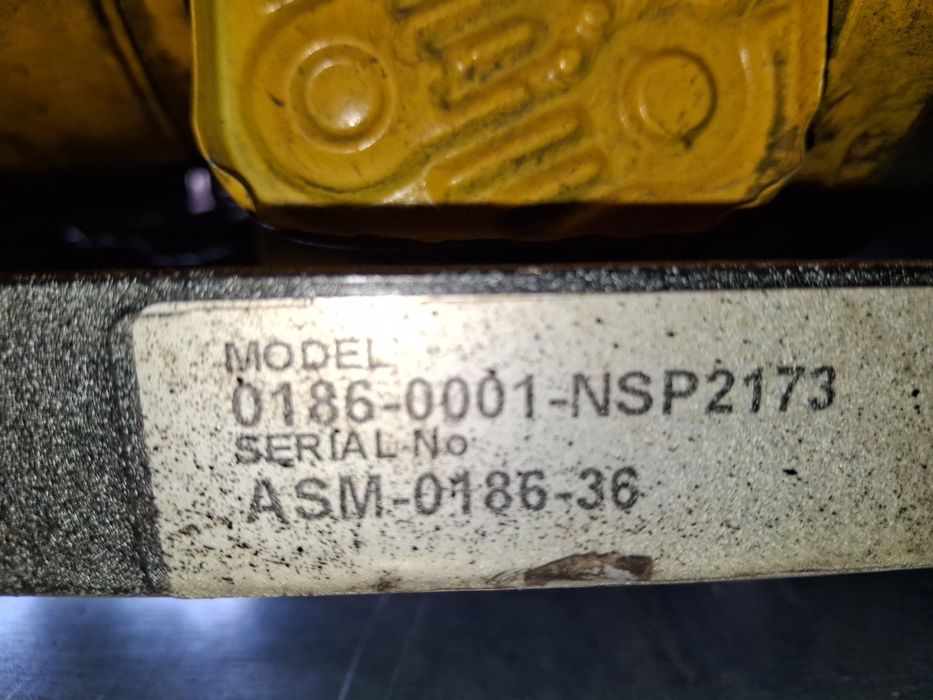 MODEL
0186-0001-NSP2173
SERIAL No
ASM-0186-36